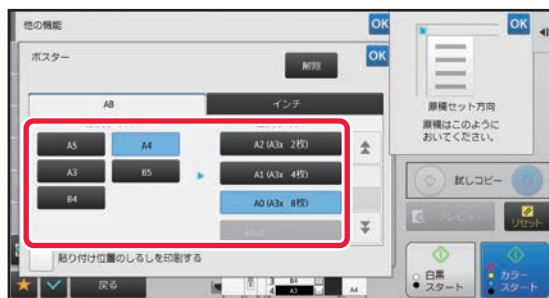 他の機能
OK
OK
ポスター
解除
OK
AB
インチ
A5
A4
A3
B5
B4
A2 (A3x 2枚)
A1 (A3x 4枚)
A0 (A3x 8枚)
A0x2
貼り付け位置のしるしを印刷する
戻る
3 B4
4 A3
A4
原稿セット方向
原稿はこのように
おいてください。
試しコピー
プレビュー
リセット
白黒
スタート
カラー
スタート